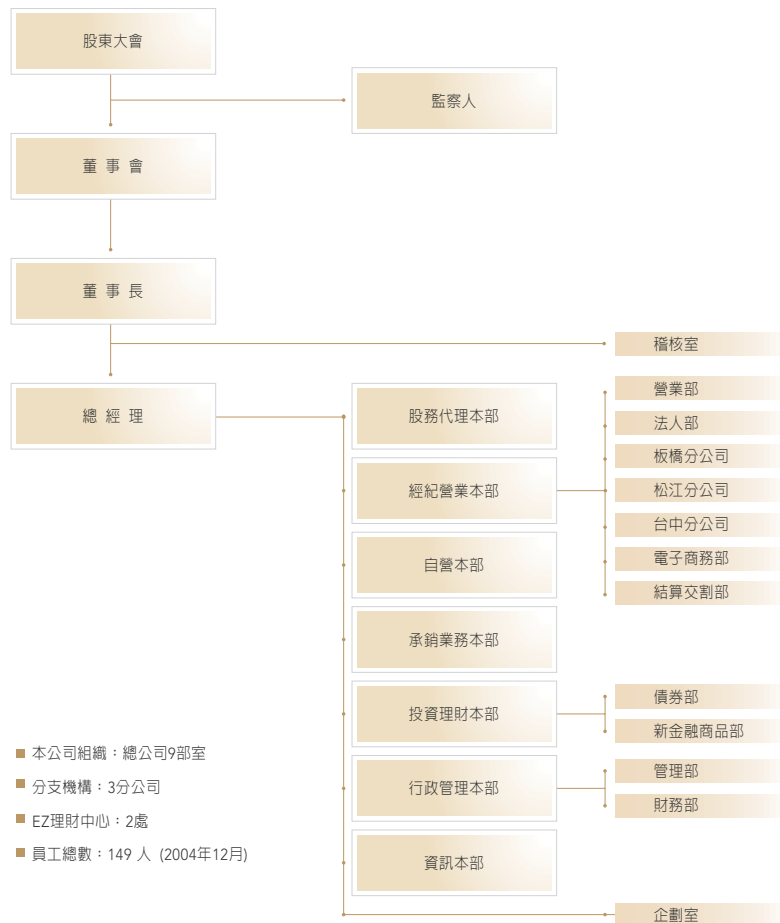 股東大會
監察人
董 事 會
董 事 長
稽核室
總 經 理
股務代理本部
經紀營業本部
自營本部
承銷業務本部
投資理財本部
行政管理本部
資訊本部
營業部
法人部
板橋分公司
松江分公司
台中分公司
電子商務部
結算交割部
債券部
新金融商品部
管理部
財務部
企劃室
本公司組織：總公司9部室
分支機構：3分公司
EZ理財中心：2處
員工總數：149 人 (2004年12月)